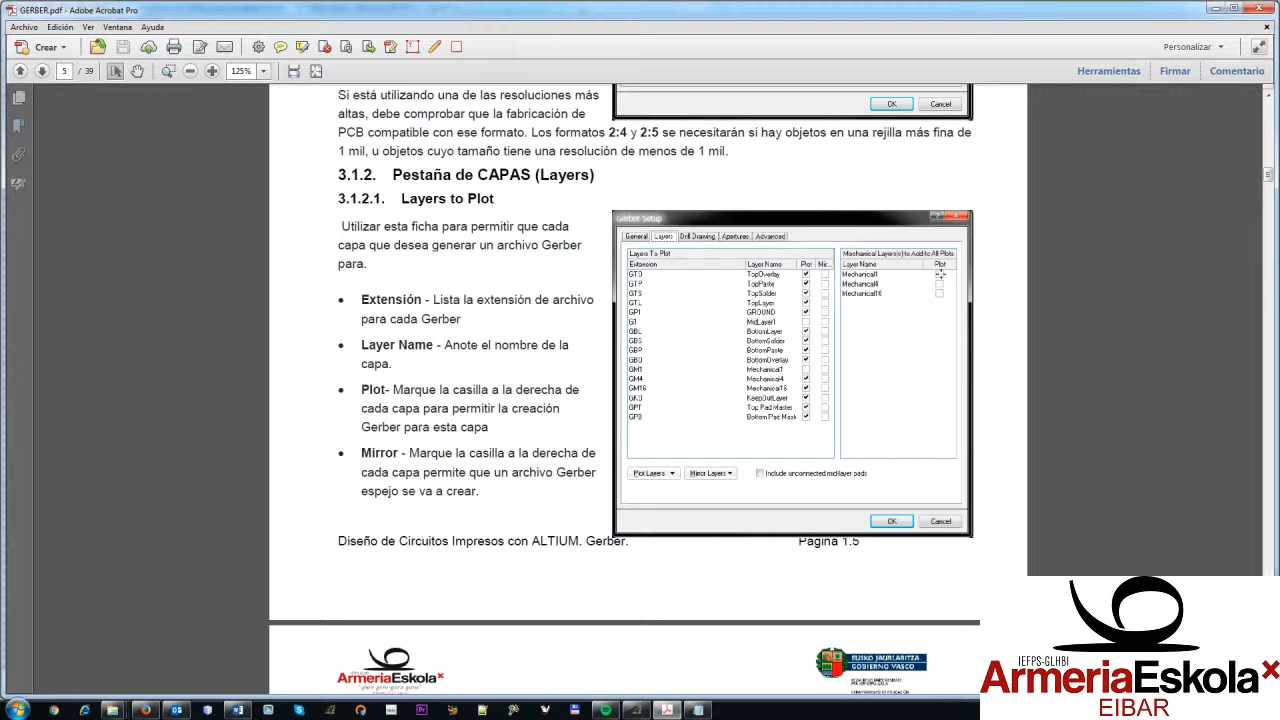 GERBER.pdf - Adobe Acrobat Pro
Archivo Edición Ver Ventana Ayuda
Crear
Personalizar
5 / 39
125%
Herramientas Firmar Comentario
Si está utilizando una de las resoluciones más
altas, debe comprobar que la fabricación de
OK Cancel
PCB compatible con ese formato. Los formatos 2:4 y 2:5 se necesitarán si hay objetos en una rejilla más fina de
1 mil, u objetos cuyo tamaño tiene una resolución de menos de 1 mil.
3.1.2. Pestaña de CAPAS (Layers)
3.1.2.1. Layers to Plot
Utilizar esta ficha para permitir que cada
capa que desea generar un archivo Gerber
para.
• Extensión - Lista la extensión de archivo
para cada Gerber
• Layer Name - Anote el nombre de la
capa.
• Plot- Marque la casilla a la derecha de
cada capa para permitir la creación
Gerber para esta capa
• Mirror - Marque la casilla a la derecha de
cada capa permite que un archivo Gerber
espejo se va a crear.
Gerber Setup
General Layers Drill Drawing Apertures Advanced
Layers To Plot
Extension Layer Name Plot Mir...
GTO TopOverlay
GTP TopPaste
GTS TopSolder
GTL TopLayer
GP1 GROUND
G1 MidLayer1
GBL BottomLayer
GBS BottomSolder
GBP BottomPaste
GBO BottomOverlay
GM1 Mechanical1
GM4 Mechanical4
GM16 Mechanical16
GKO KeepOutLayer
GPT Top Pad Master
GPB Bottom Pad Mast
Mechanical Layers(s) to Add to All Plots
Layer Name Plot
Mechanical1
Mechanical4
Mechanical16
Plot Layers Mirror Layers Include unconnected mid-layer pads
OK Cancel
Diseño de Circuitos Impresos con ALTIUM. Gerber. Página 1.5
IEFPS-GLHBI
ArmeriaEskola
EUSKO JAURLARITZA
GOBIERNO VASCO
IEFPS-GLHBI
ArmeriaEskola
EIBAR